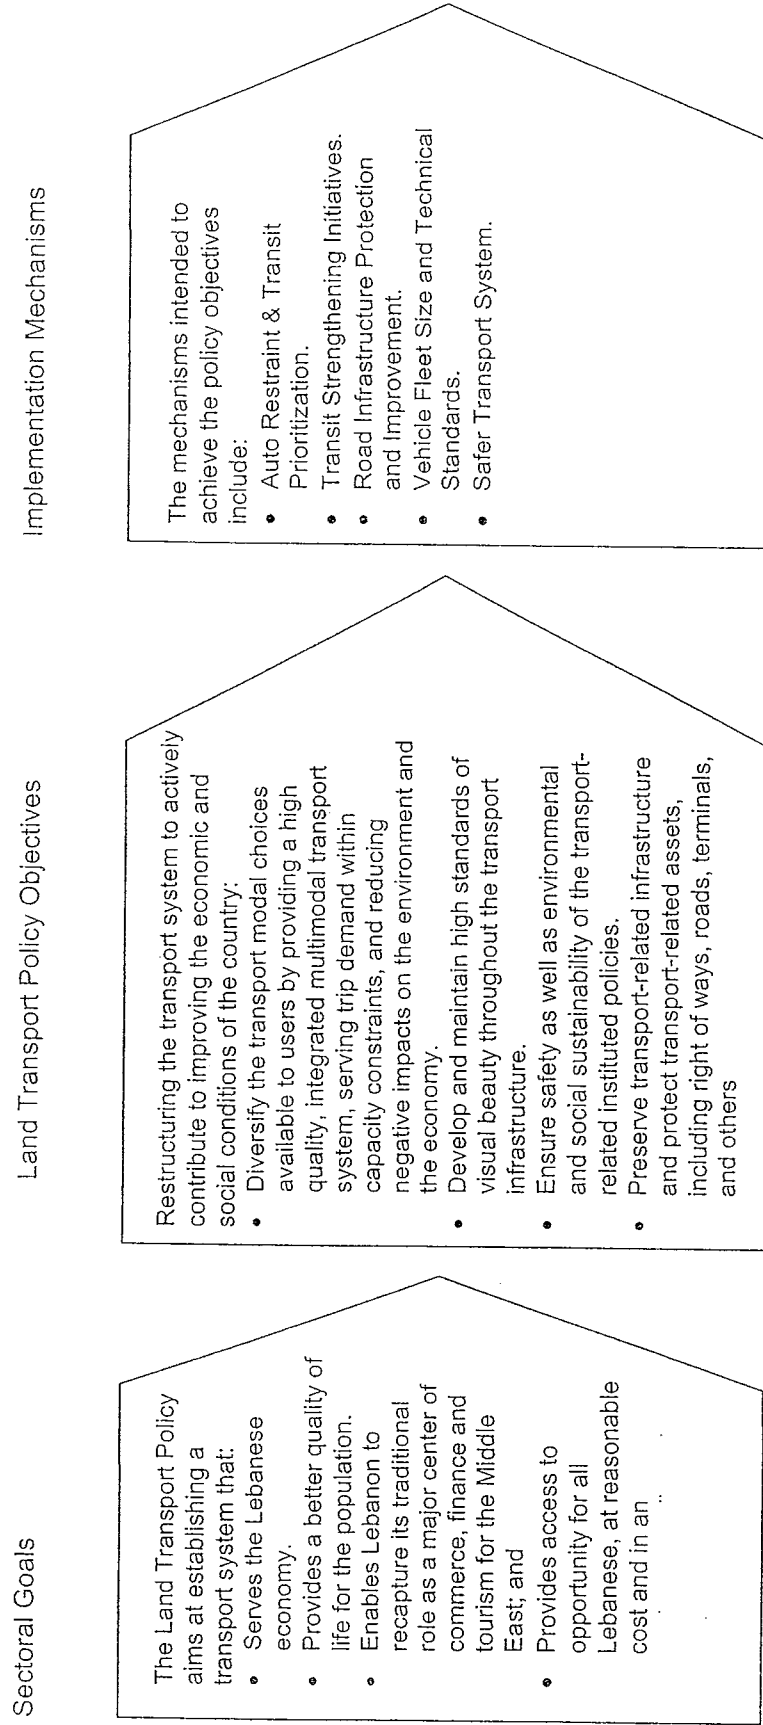 Sectoral Goals
The Land Transport Policy
aims at establishing a
transport system that:
• Serves the Lebanese
economy.
• Provides a better quality of
life for the population.
• Enables Lebanon to
recapture its traditional
role as a major center of
commerce, finance and
tourism for the Middle
East; and
• Provides access to
opportunity for all
Lebanese, at reasonable
cost and in an
Land Transport Policy Objectives
Restructuring the transport system to actively
contribute to improving the economic and
social conditions of the country:
• Diversify the transport modal choices
available to users by providing a high
quality, integrated multimodal transport
system, serving trip demand within
capacity constraints, and reducing
negative impacts on the environment and
the economy.
• Develop and maintain high standards of
visual beauty throughout the transport
infrastructure.
• Ensure safety as well as environmental
and social sustainability of the transport-
related instituted policies.
• Preserve transport-related infrastructure
and protect transport-related assets,
including right of ways, roads, terminals,
and others
Implementation Mechanisms
The mechanisms intended to
achieve the policy objectives
include:
• Auto Restraint & Transit
Prioritization.
• Transit Strengthening Initiatives.
• Road Infrastructure Protection
and Improvement.
• Vehicle Fleet Size and Technical
Standards.
• Safer Transport System.